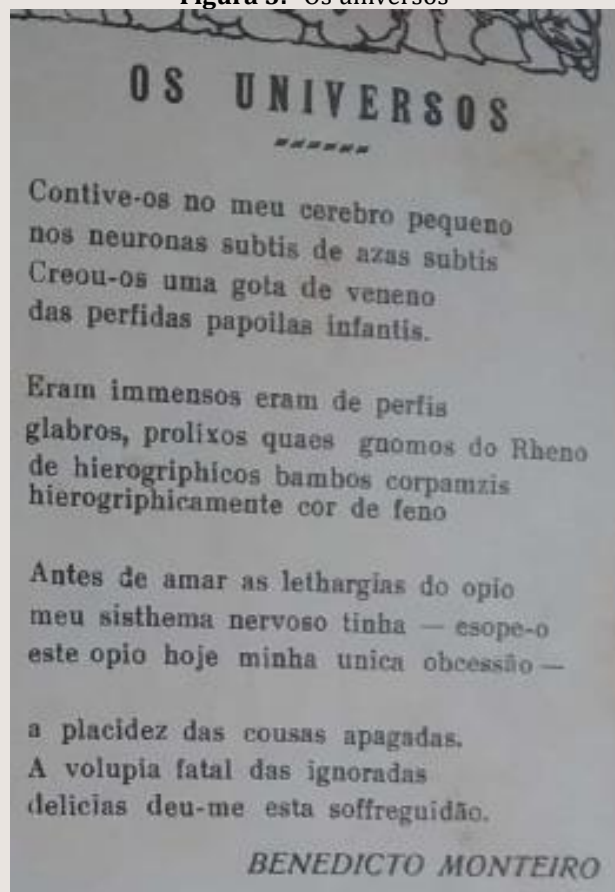 Figura 3: Os universos
OS UNIVERSOS
Contive-os no meu cerebro pequeno
nos neuronas subtis de azas subtis
Creou-os uma gota de veneno
das perfidas papoilas infantis.
Eram immensos eram de perfis
glabros, prolixos quaes gnomos do Rheno
de hierogriphicos bambos corpamzis
hierogriphicamente cor de feno
Antes de amar as lethargias do opio
meu sisthema nervoso tinha — esope-o
este opio hoje minha unica obcessão —
a placidez das cousas apagadas.
A volupia fatal das ignoradas
delicias deu-me esta soffreguidão.
BENEDICTO MONTEIRO